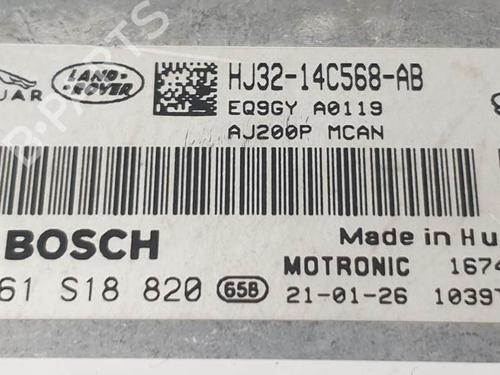 UAR LAND-ROVER HJ32-14C568-AB
EQ9GY A0119
AJ200P MCAN
BOSCH Made in Hu
MOTRONIC 1674
61 S18 820 65B 21-01-26 1039